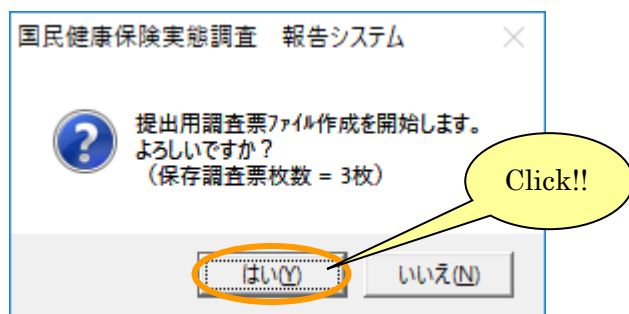 国民健康保険実態調査　報告システム
提出用調査票ﾌｧｲﾙ作成を開始します。
よろしいですか？
（保存調査票枚数 = 3枚）
Click!!
はい(Y)
いいえ(N)